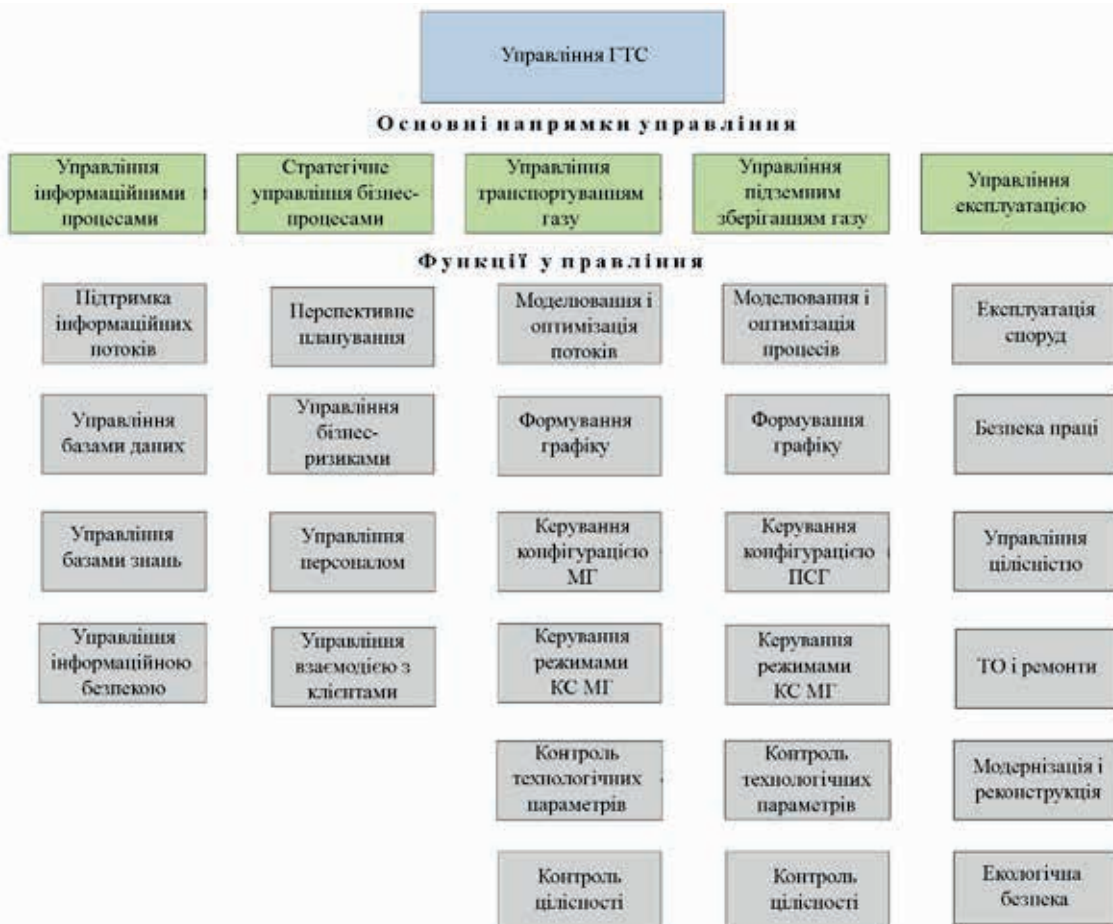 Управління ГТС
Основні напрямки управління
Управління
інформаційними
процесами
Стратегічне
управління бізнес-
процесами
Управління
транспортуванням
газу
Управління
підземним
зберіганням газу
Управління
експлуатацією
Функції управління
Підтримка
інформаційних
потоків
Перспективне
планування
Моделювання і
оптимізація
потоків
Моделювання і
оптимізація
процесів
Експлуатація
споруд
Управління
базами даних
Управління
бізнес-
ризиками
Формування
графіку
Формування
графіку
Безпека праці
Управління
базами знань
Управління
персоналом
Керування
конфігурацією
МГ
Керування
конфігурацією
ПСГ
Управління
цілісністю
Управління
інформаційною
безпекою
Управління
взаємодією з
клієнтами
Керування
режимами
КС МГ
Керування
режимами
КС МГ
ТО і ремонти
Контроль
технологічних
параметрів
Контроль
технологічних
параметрів
Модернізація і
реконструкція
Контроль
цілісності
Контроль
цілісності
Екологічна
безпека